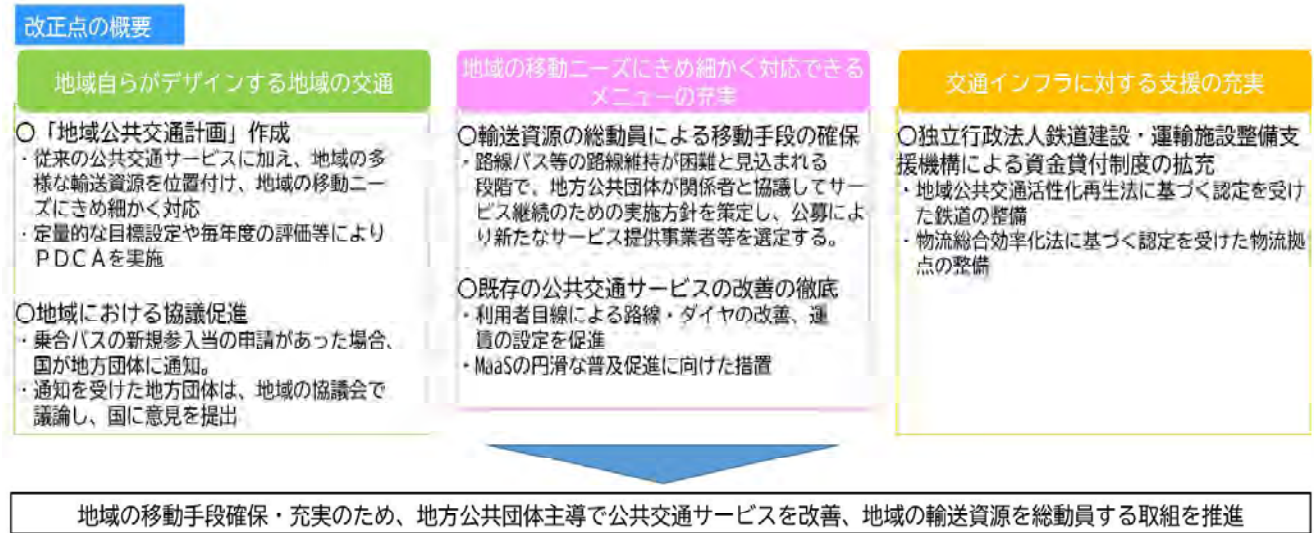 改正点の概要
地域自らがデザインする地域の交通
〇「地域公共交通計画」作成
・従来の公共交通サービスに加え、地域の多
様な輸送資源を位置付け、地域の移動ニー
ズにきめ細かく対応
・定量的な目標設定や毎年度の評価等により
ＰＤＣＡを実施
〇地域における協議促進
・乗合バスの新規参入当の申請があった場合、
国が地方団体に通知。
・通知を受けた地方団体は、地域の協議会で
議論し、国に意見を提出
地域の移動ニーズにきめ細かく対応できる
メニューの充実
〇輸送資源の総動員による移動手段の確保
・路線バス等の路線維持が困難と見込まれる
段階で、地方公共団体が関係者と協議してサー
ビス継続のための実施方針を策定し、公募によ
り新たなサービス提供事業者等を選定する。
〇既存の公共交通サービスの改善の徹底
・利用者目線による路線・ダイヤの改善、運
賃の設定を促進
・MaaSの円滑な普及促進に向けた措置
交通インフラに対する支援の充実
〇独立行政法人鉄道建設・運輸施設整備支
援機構による資金貸付制度の拡充
・地域公共交通活性化再生法に基づく認定を受け
た鉄道の整備
・物流総合効率化法に基づく認定を受けた物流拠
点の整備
地域の移動手段確保・充実のため、地方公共団体主導で公共交通サービスを改善、地域の輸送資源を総動員する取組を推進